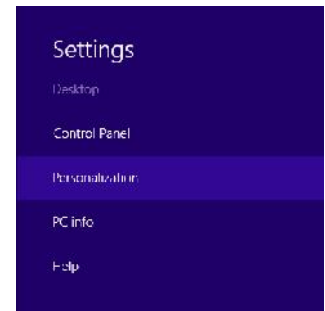 Settings
Desktop
Control Panel
Personalization
PC info
Help